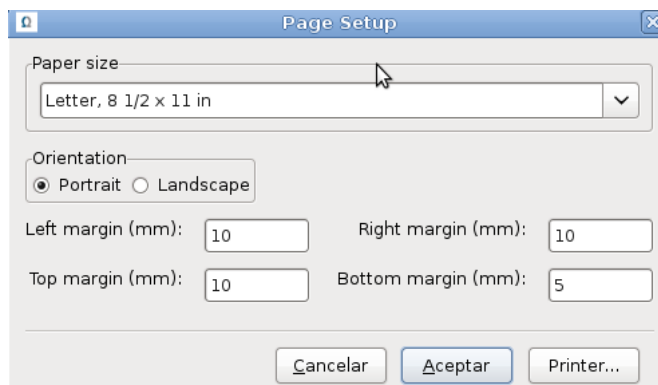 Page Setup
Paper size
Letter, 8 1/2 x 11 in
Orientation
Portrait Landscape
Left margin (mm): 10 Right margin (mm): 10
Top margin (mm): 10 Bottom margin (mm): 5
Cancelar Aceptar Printer...